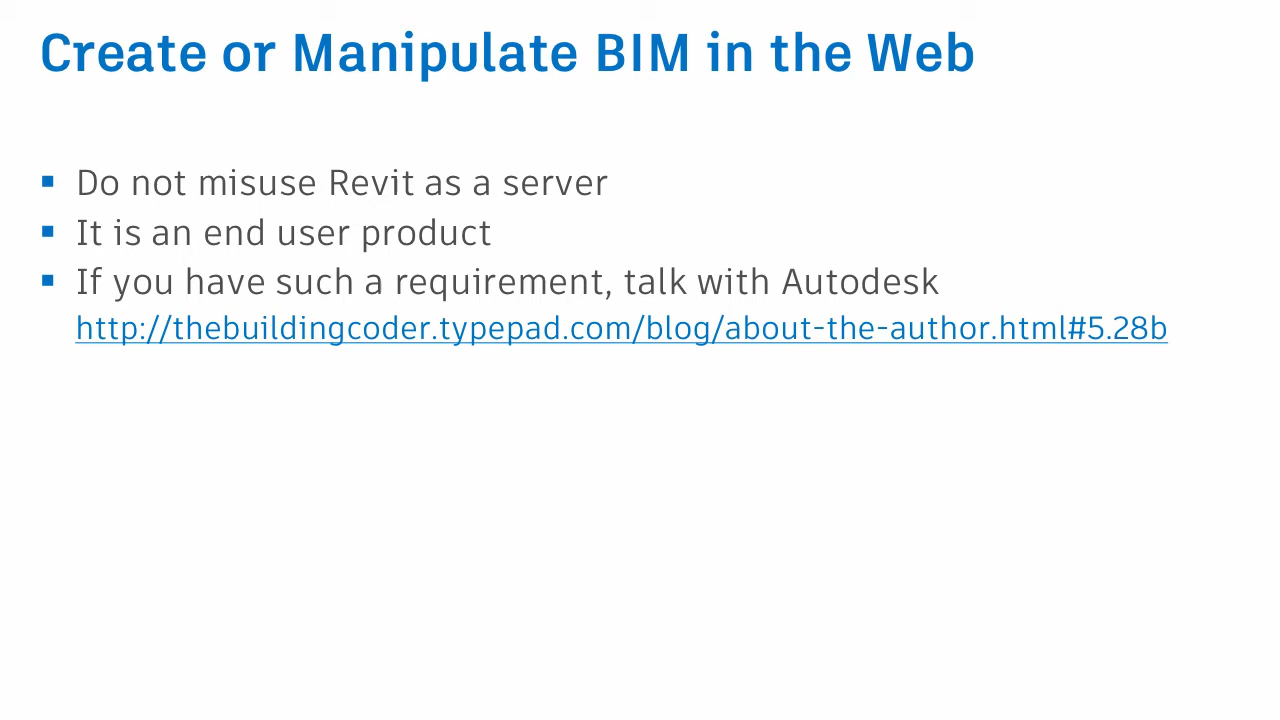 Create or Manipulate BIM in the Web
▪ Do not misuse Revit as a server
▪ It is an end user product
▪ If you have such a requirement, talk with Autodesk
http://thebuildingcoder.typepad.com/blog/about-the-author.html#5.28b